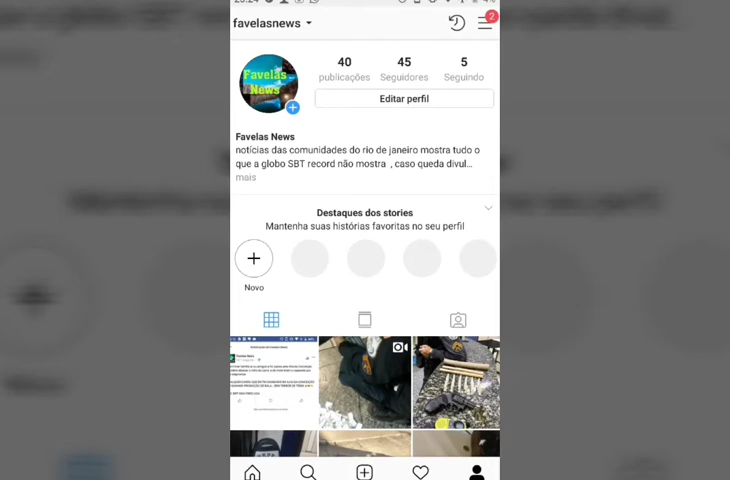 favelasnews
2
Favelas
News
40
45
5
publicações
Seguidores
Seguindo
Editar perfil
Favelas News
notícias das comunidades do rio de janeiro mostra tudo o
que a globo SBT record não mostra , caso queda divul...
mais
Destaques dos stories
Mantenha suas histórias favoritas no seu perfil
Novo